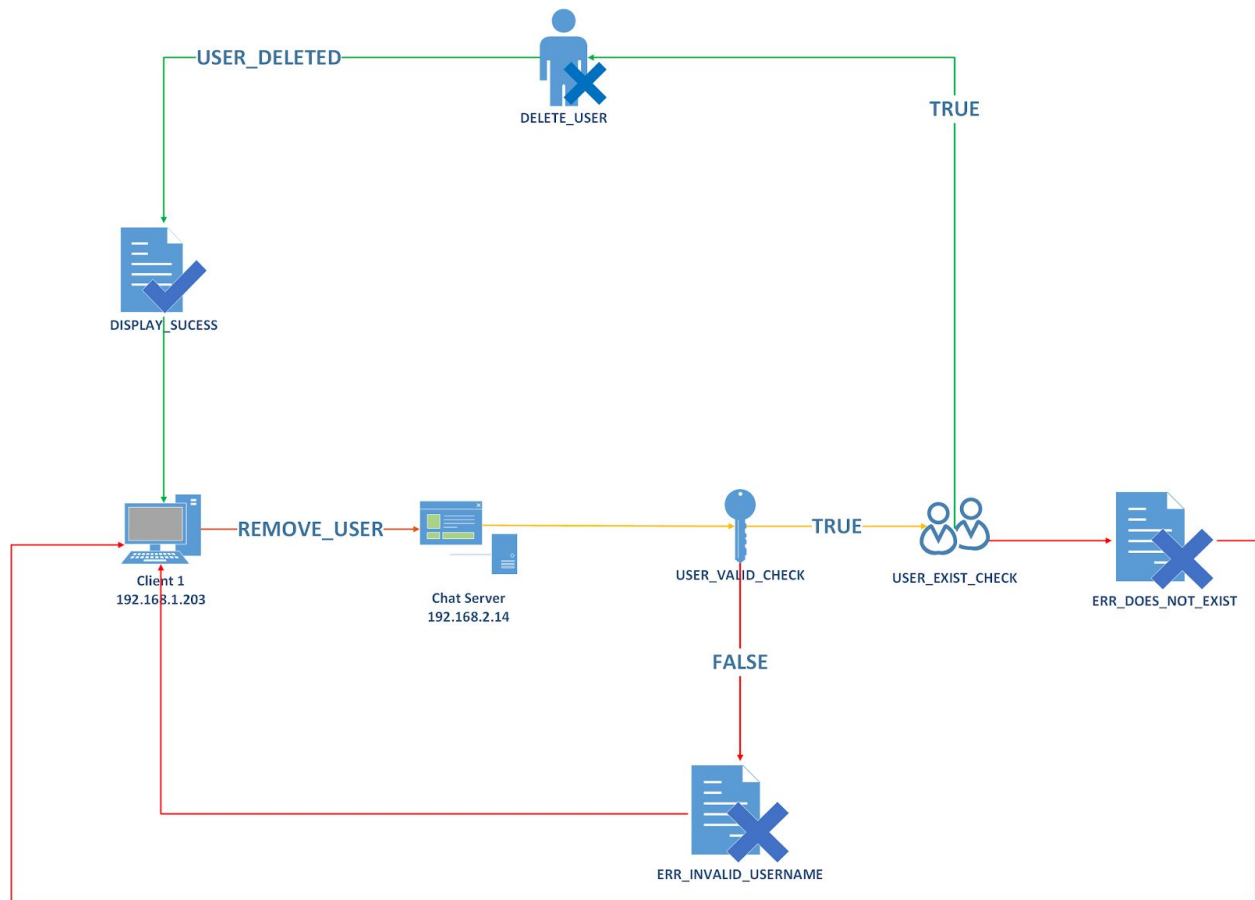 USER_DELETED
TRUE
DELETE_USER
DISPLAY_SUCESS
REMOVE_USER
TRUE
USER_VALID_CHECK
USER_EXIST_CHECK
Client 1
192.168.1.203
Chat Server
192.168.2.14
ERR_DOES_NOT_EXIST
FALSE
ERR_INVALID_USERNAME